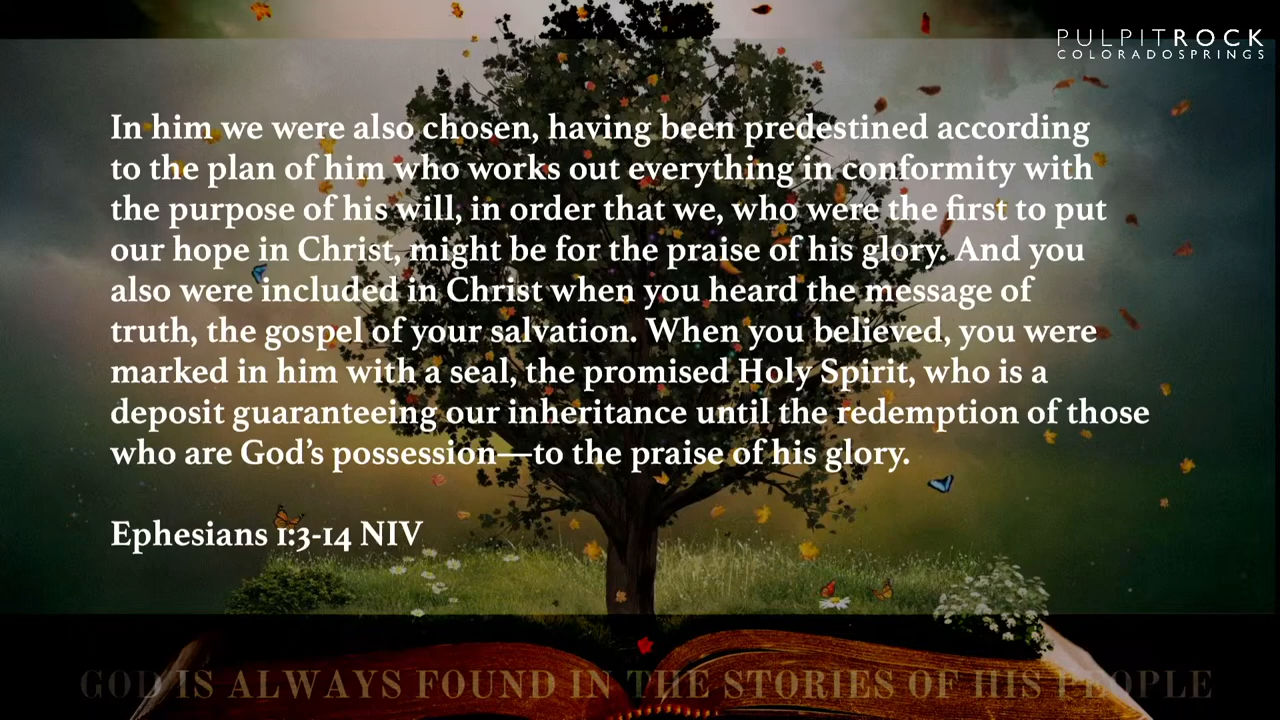 PULPITROCK
COLORADOSPRINGS
In him we were also chosen, having been predestined according
to the plan of him who works out everything in conformity with
the purpose of his will, in order that we, who were the first to put
our hope in Christ, might be for the praise of his glory. And you
also were included in Christ when you heard the message of
truth, the gospel of your salvation. When you believed, you were
marked in him with a seal, the promised Holy Spirit, who is a
deposit guaranteeing our inheritance until the redemption of those
who are God’s possession—to the praise of his glory.
Ephesians 1:3-14 NIV
GOD IS ALWAYS FOUND IN THE STORIES OF HIS PEOPLE